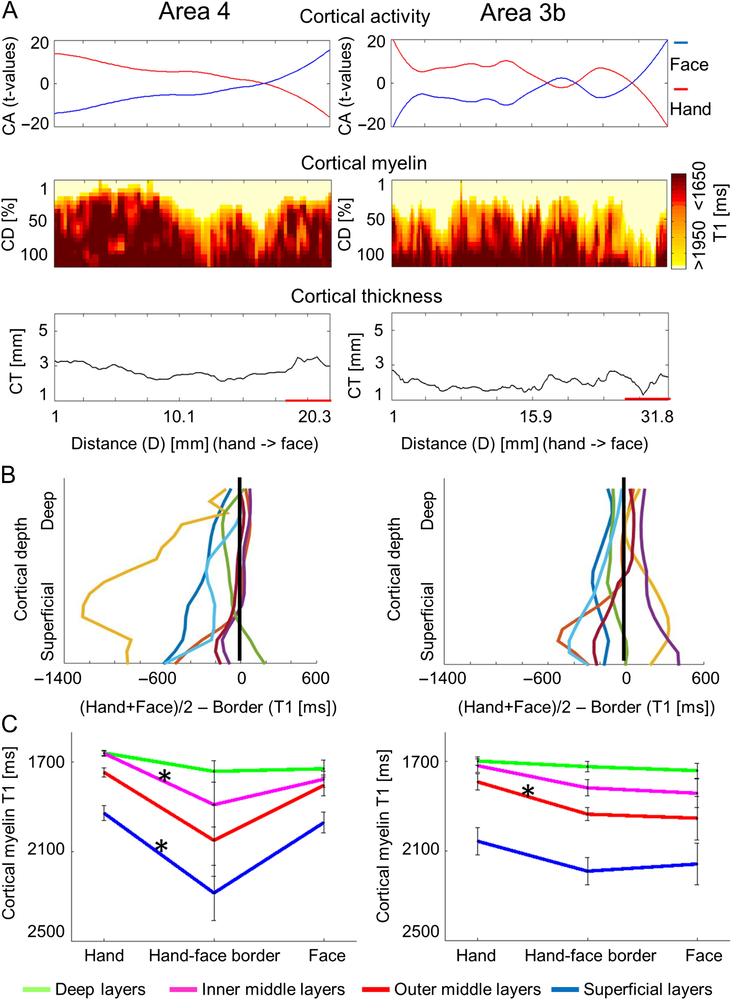 A
Area 4
Cortical activity
Area 3b
CA (t-values)
20
0
−20
CA (t-values)
20
0
−20
Face
Hand
Cortical myelin
CD [%]
1
50
100
CD [%]
1
50
100
>1950 <1650
T1 [ms]
Cortical thickness
CT [mm]
5
3
1
CT [mm]
5
3
1
1 10.1 20.3
1 15.9 31.8
Distance (D) [mm] (hand -> face)
Distance (D) [mm] (hand -> face)
B
Cortical depth
Superficial Deep
Cortical depth
Superficial Deep
−1400 −600 0 600
−1400 −600 0 600
(Hand+Face)/2 – Border (T1 [ms])
(Hand+Face)/2 – Border (T1 [ms])
C
Cortical myelin T1 [ms]
1700
2100
2500
*
*
Cortical myelin T1 [ms]
1700
2100
2500
*
Hand Hand-face border Face
Hand Hand-face border Face
Deep layers Inner middle layers Outer middle layers Superficial layers